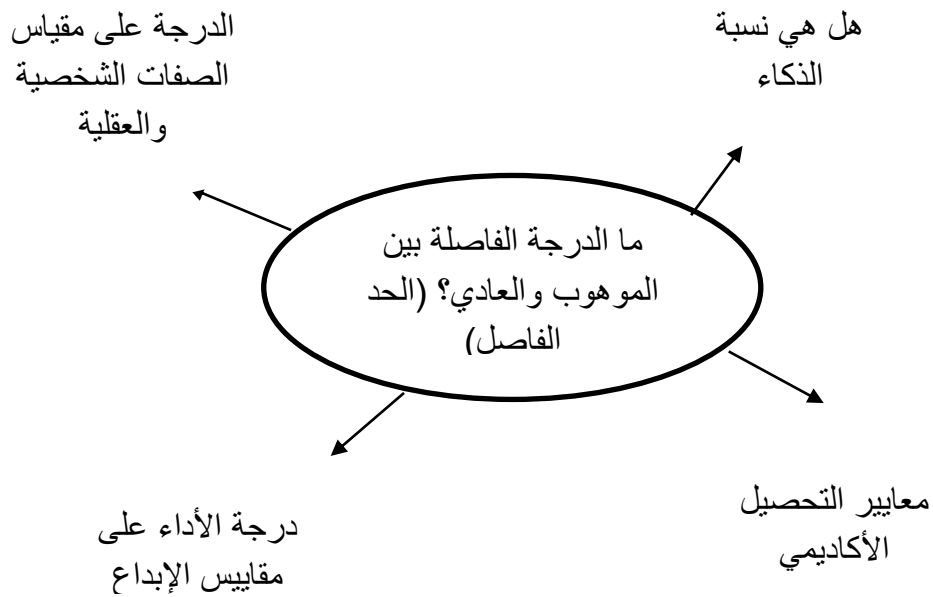 هل هي نسبة
الذكاء
الدرجة على مقياس
الصفات الشخصية
والعقلية
ما الدرجة الفاصلة بين
الموهوب والعادي؟ (الحد
الفاصل)
معايير التحصيل
الأكاديمي
درجة الأداء على
مقاييس الإبداع